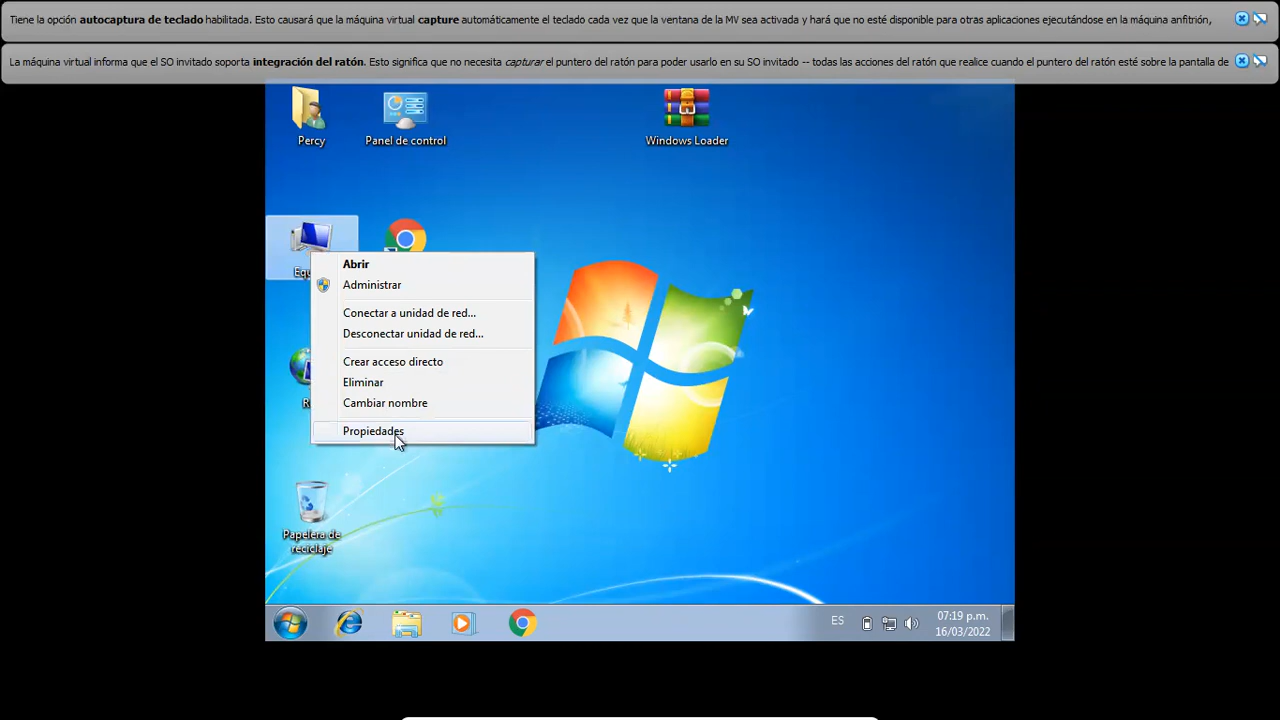 Tiene la opción autocaptura de teclado habilitada. Esto causará que la máquina virtual capture automáticamente el teclado cada vez que la ventana de la MV sea activada y hará que no esté disponible para otras aplicaciones ejecutándose en la máquina anfitrión,
La máquina virtual informa que el SO invitado soporta integración del ratón. Esto significa que no necesita capturar el puntero del ratón para poder usarlo en su SO invitado -- todas las acciones del ratón que realice cuando el puntero del ratón esté sobre la pantalla de
Percy
Panel de control
Windows Loader
Abrir
Administrar
Conectar a unidad de red...
Desconectar unidad de red...
Crear acceso directo
Eliminar
Cambiar nombre
Propiedades
Papelera de
reciclaje
ES
07:19 p.m.
16/03/2022